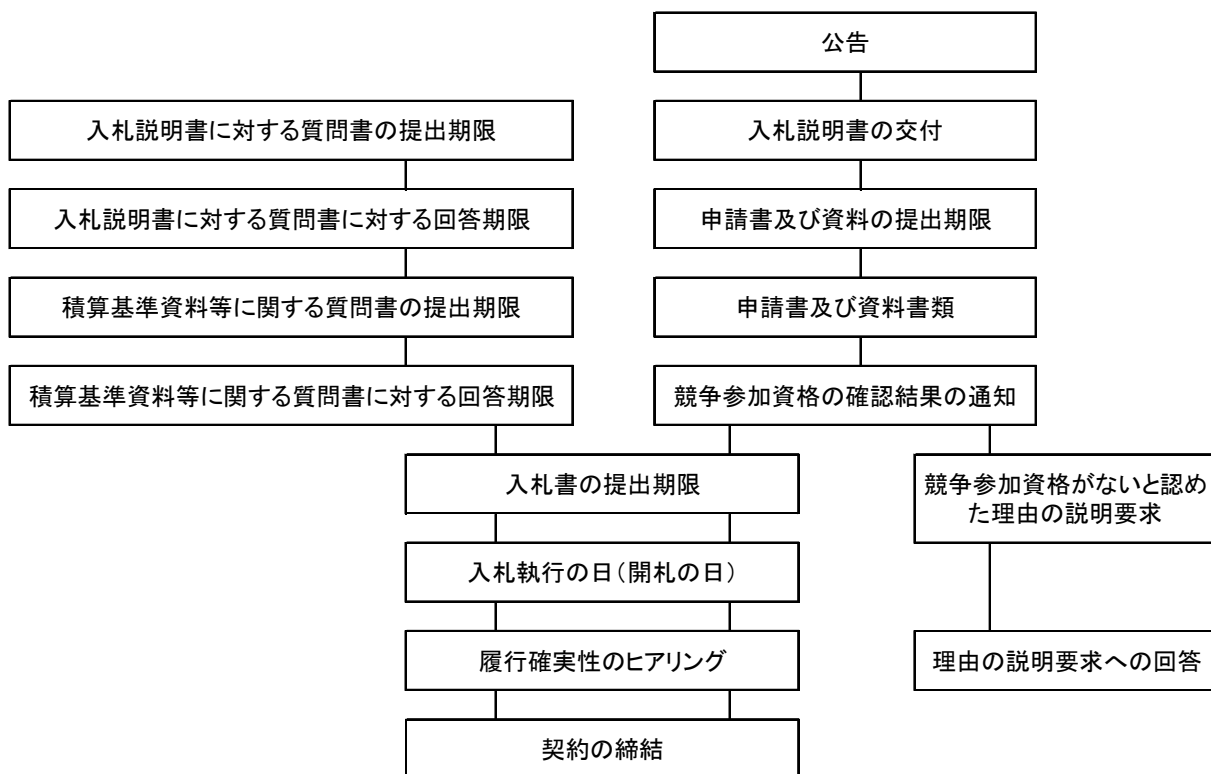 公告
入札説明書に対する質問書の提出期限
入札説明書の交付
入札説明書に対する質問書に対する回答期限
申請書及び資料の提出期限
積算基準資料等に関する質問書の提出期限
申請書及び資料書類
積算基準資料等に関する質問書に対する回答期限
競争参加資格の確認結果の通知
入札書の提出期限
競争参加資格がないと認め
た理由の説明要求
入札執行の日（開札の日）
履行確実性のヒアリング
理由の説明要求への回答
契約の締結